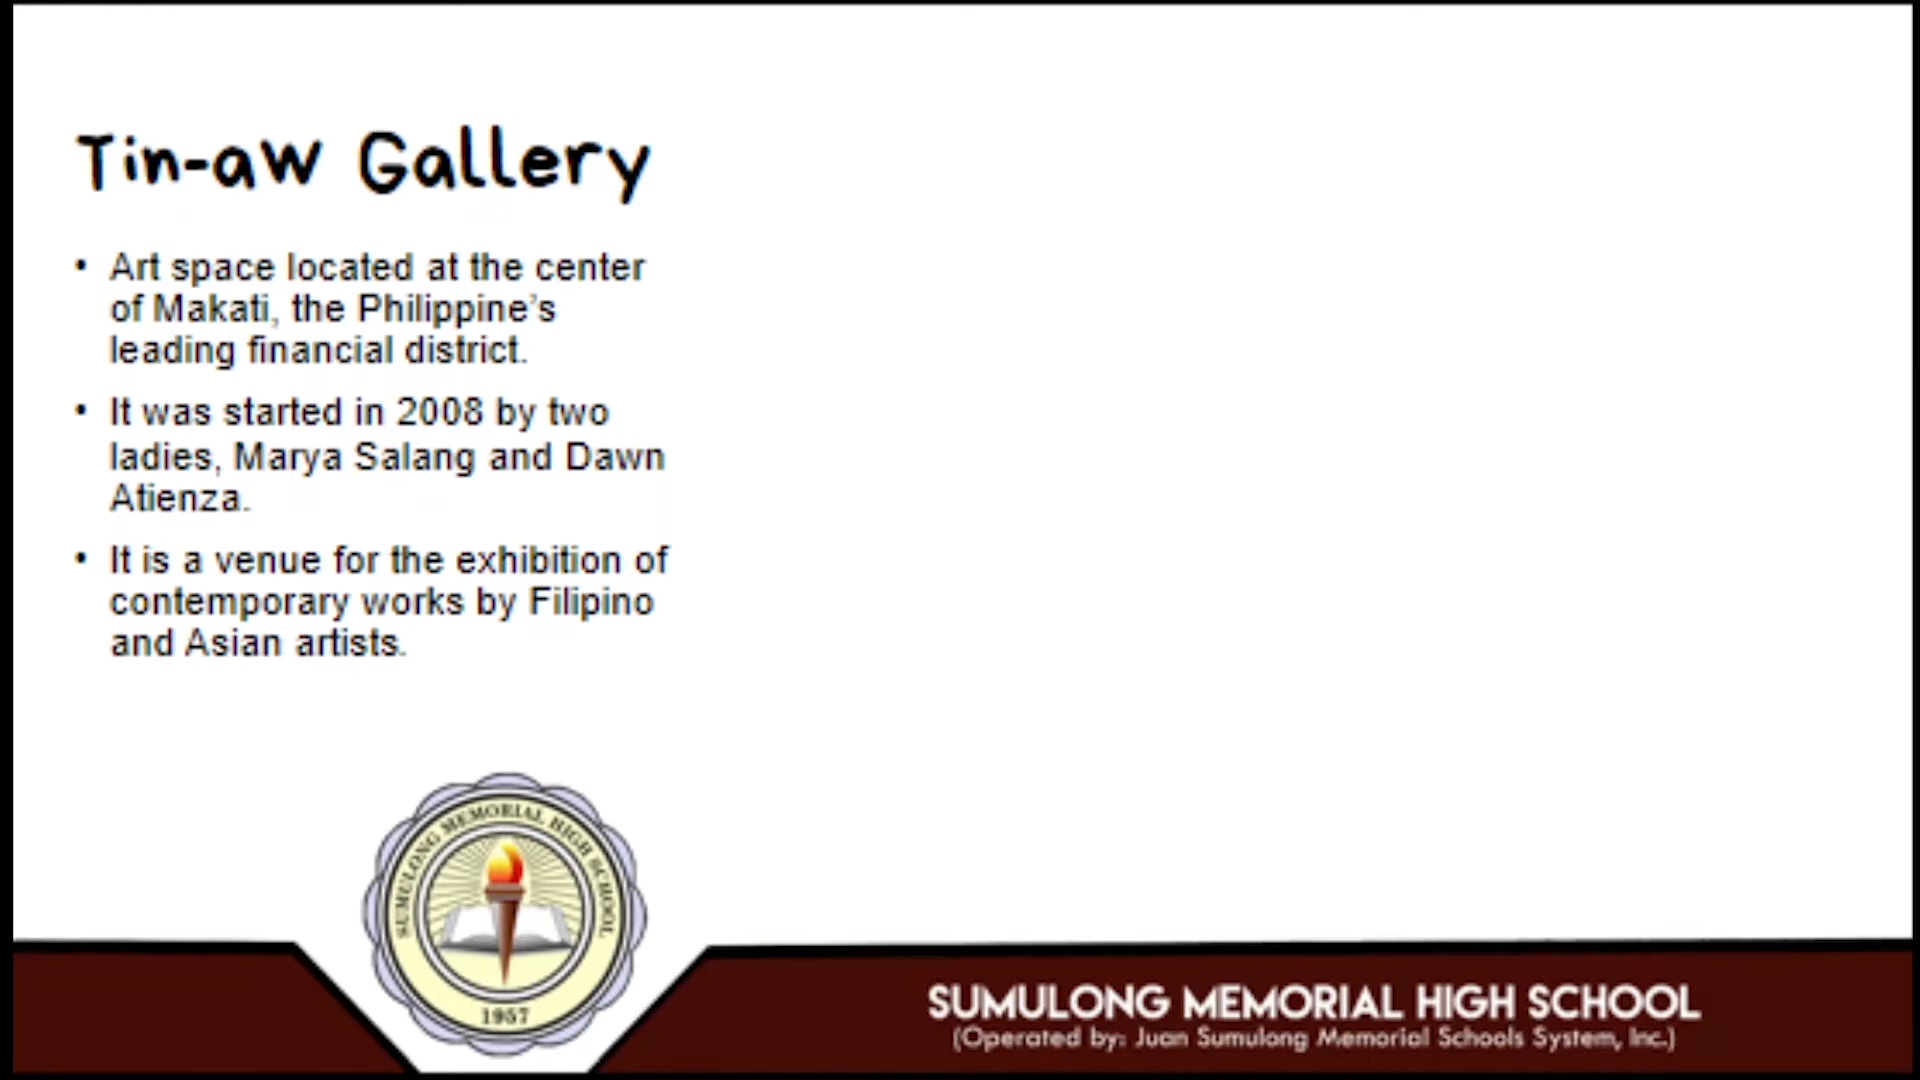 Tin-aw Gallery
• Art space located at the center
of Makati, the Philippine’s
leading financial district.
• It was started in 2008 by two
ladies, Marya Salang and Dawn
Atienza.
• It is a venue for the exhibition of
contemporary works by Filipino
and Asian artists.
SUMULONG MEMORIAL HIGH SCHOOL
1957
SUMULONG MEMORIAL HIGH SCHOOL
(Operated by: Juan Sumulong Memorial Schools System, Inc.)